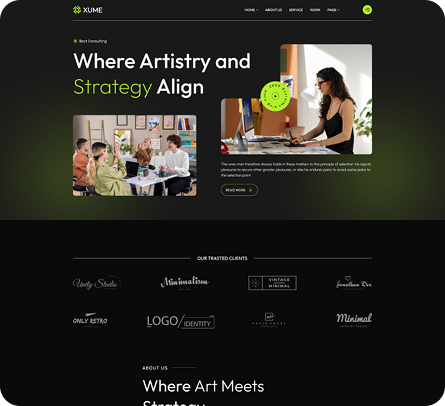 XUME
HOME ABOUT US SERVICE WORK PAGE
Best Consulting
Where Artistry and
Strategy Align
The wise man therefore always holds in these matters to this principle of selection: he rejects
pleasures to secure other greater pleasures, or else he endures pains to avoid worse pains to
the selection point
READ MORE
OUR TRASTED CLIENTS
Unity Studio
Minimalism
VINTAGE
MINIMAL
Jonathan Doe
ONLY RETRO
LOGO/IDENTITY
Minimal
ABOUT US
Where Art Meets
Strategy